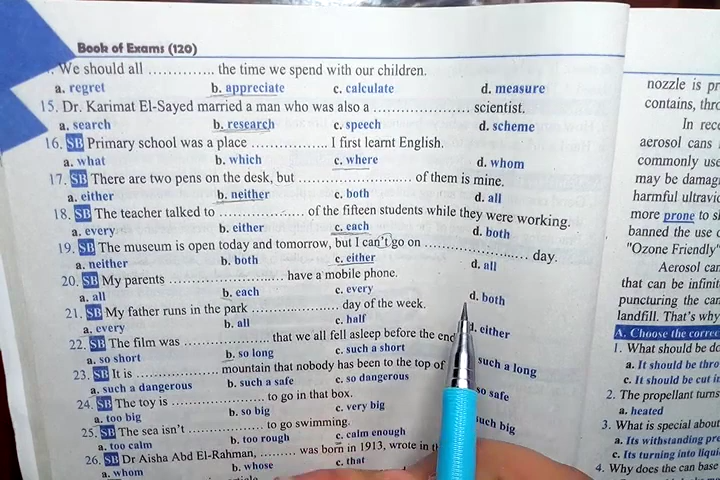 Book of Exams (120)
. We should all .............. the time we spend with our children.
a. regret b. appreciate c. calculate d. measure
15. Dr. Karimat El-Sayed married a man who was also a .................... scientist.
a. search b. research c. speech d. scheme
16. SB Primary school was a place ................ I first learnt English.
a. what b. which c. where d. whom
17. SB There are two pens on the desk, but ........................ of them is mine.
a. either b. neither c. both d. all
18. SB The teacher talked to ................... of the fifteen students while they were working.
a. every b. either c. each d. both
19. SB The museum is open today and tomorrow, but I can't go on ........................ day.
a. neither b. both c. either d. all
20. SB My parents ........................ have a mobile phone.
a. all b. each c. every d. both
21. SB My father runs in the park ................... day of the week.
a. every b. all c. half d. either
22. SB The film was .................. that we all fell asleep before the end
a. so short b. so long c. such a short such a long
23. SB It is .................. mountain that nobody has been to the top of
a. such a dangerous b. such a safe c. so dangerous so safe
24. SB The toy is .................... to go in that box.
a. too big b. so big c. very big such big
25. SB The sea isn't .................. to go swimming.
a. too calm b. too rough c. calm enough
26. SB Dr Aisha Abd El-Rahman, ......... was born in 1913, wrote in
a. whom b. whose c. that
nozzle is pr
contains, thro
In rece
aerosol cans
commonly use
may be damag
harmful ultravi
more prone to s
banned the use
"Ozone Friendly"
Aerosol ca
that can be infinit
puncturing the can
landfill. That's why
A. Choose the correc
1. What should be do
a. It should be thro
c. It should be cut i
2. The propellant turns
a. heated
3. What is special about
a. Its withstanding pre
c. Its turning into liqui
4. Why does the can base